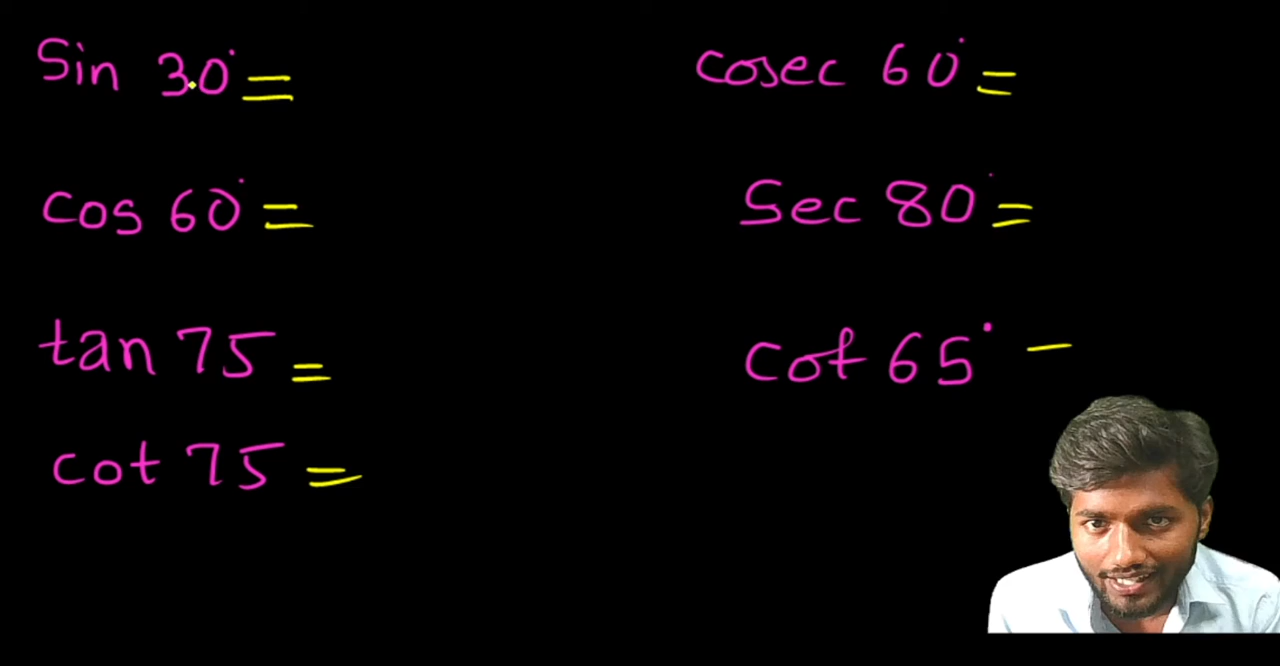 Sin 30° =
cos 60° =
tan 75 =
cot 75 =
cosec 60° =
Sec 80° =
cot 65° –